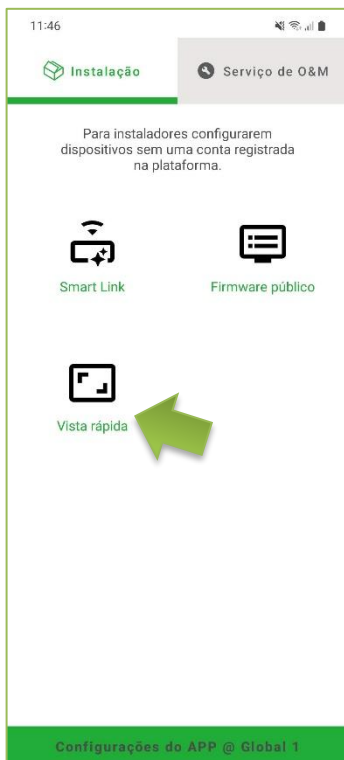 11:46
Instalação
Serviço de O&M
Para instaladores configurarem
dispositivos sem uma conta registrada
na plataforma.
Smart Link
Firmware público
Vista rápida
Configurações do APP @ Global 1